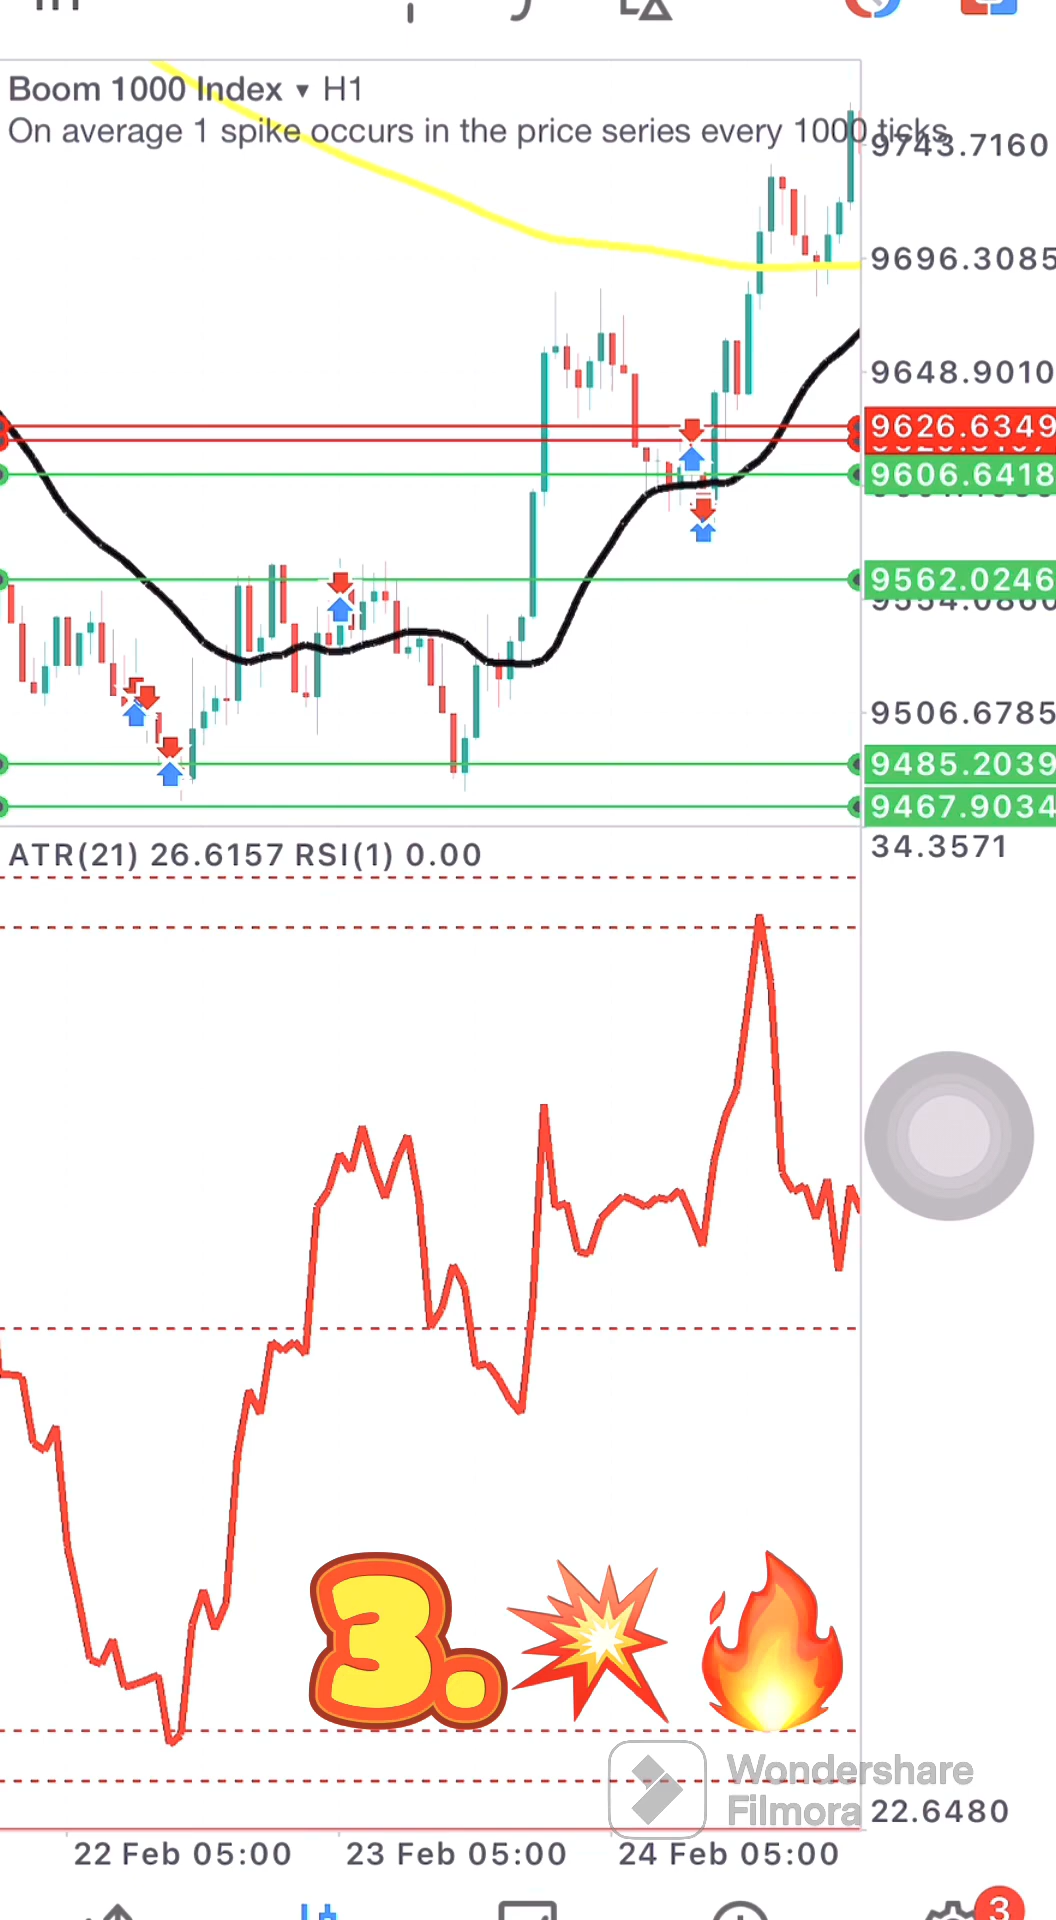 Boom 1000 Index ▾ H1
On average 1 spike occurs in the price series every 1000 ticks
9743.7160
9696.3085
9648.9010
9626.6349
9606.6418
9562.0246
9554.0860
9506.6785
9485.2039
9467.9034
ATR(21) 26.6157 RSI(1) 0.00
34.3571
3.
Wondershare
Filmora
22.6480
22 Feb 05:00
23 Feb 05:00
24 Feb 05:00
3